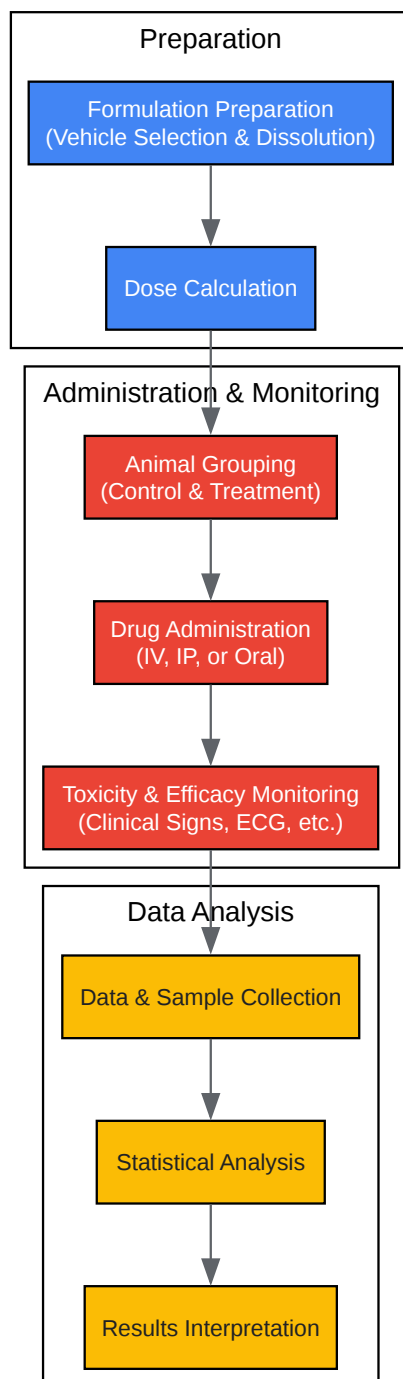 Preparation
Formulation Preparation
(Vehicle Selection & Dissolution)
Dose Calculation
Administration & Monitoring
Animal Grouping
(Control & Treatment)
Drug Administration
(IV, IP, or Oral)
Toxicity & Efficacy Monitoring
(Clinical Signs, ECG, etc.)
Data Analysis
Data & Sample Collection
Statistical Analysis
Results Interpretation